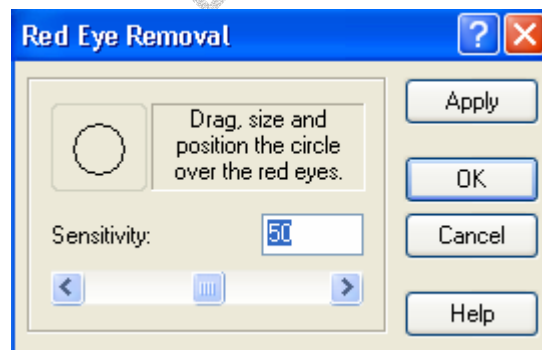 Red Eye Removal
Drag, size and
position the circle
over the red eyes.
Sensitivity:
50
Apply
OK
Cancel
Help